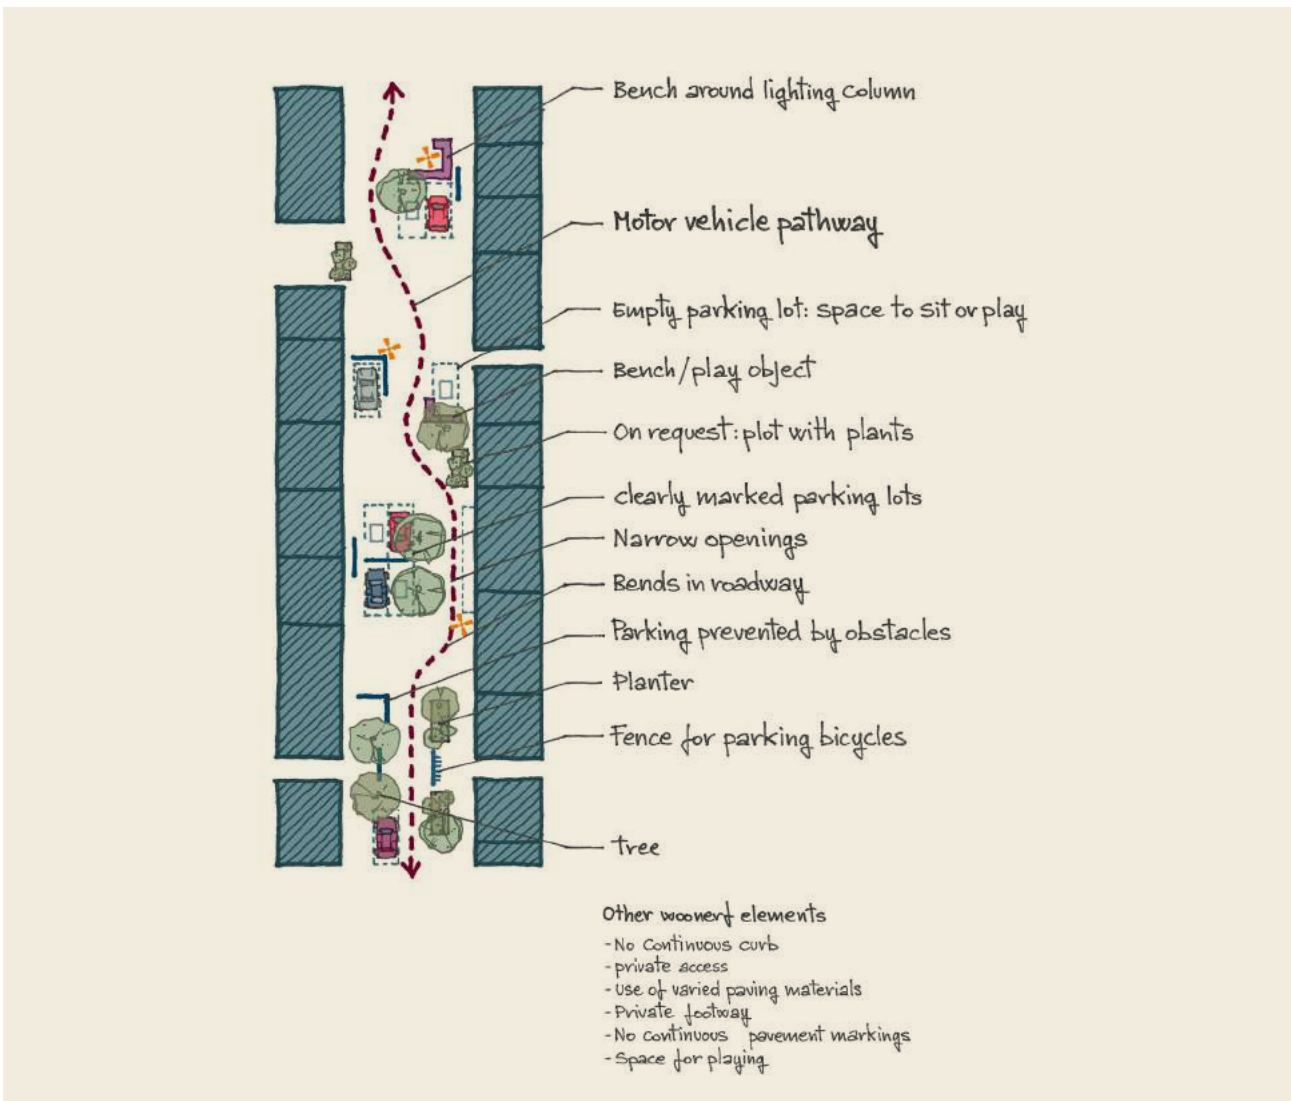 Bench around lighting column
Motor vehicle pathway
Empty parking lot: space to sit or play
Bench/play object
On request: plot with plants
clearly marked parking lots
Narrow openings
Bends in roadway
Parking prevented by obstacles
Planter
Fence for parking bicycles
tree
Other woonerf elements
- No Continuous curb
- private access
- Use of varied paving materials
- Private footway
- No continuous pavement markings
- Space for playing